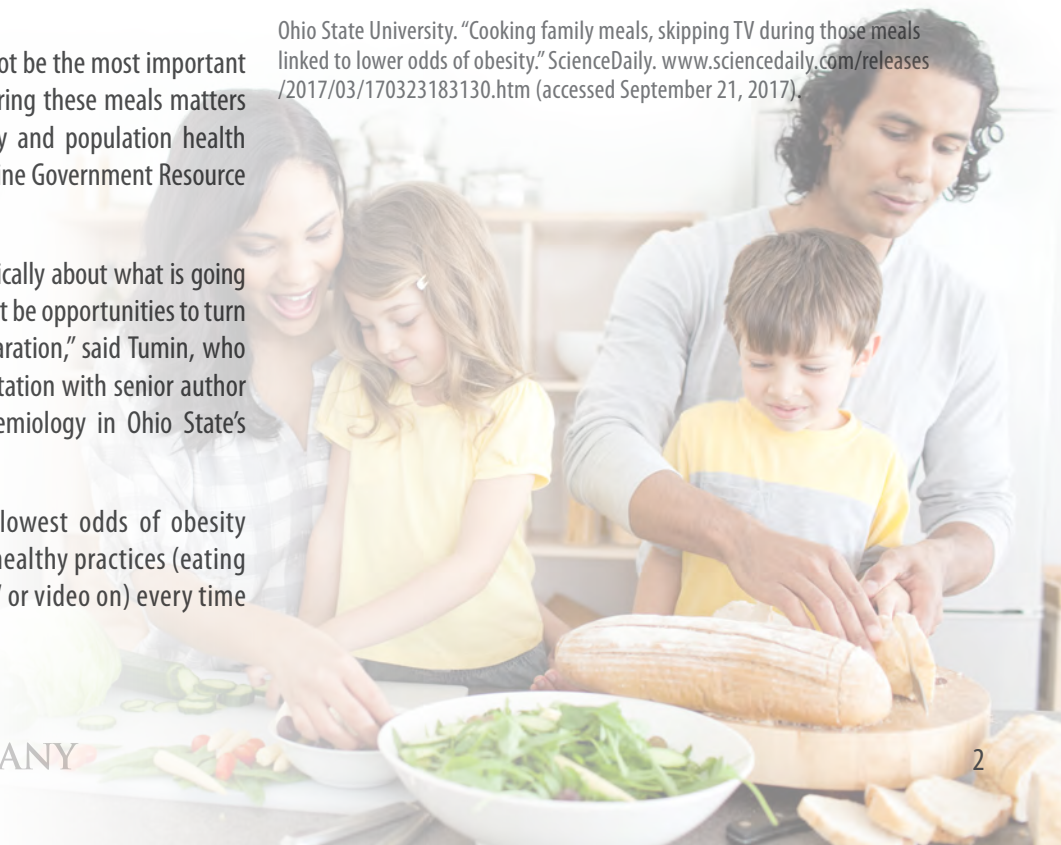 ot be the most important
ring these meals matters
y and population health
ine Government Resource
ically about what is going
t be opportunities to turn
aration,” said Tumin, who
tation with senior author
emiology in Ohio State’s
lowest odds of obesity
healthy practices (eating
or video on) every time
ANY
Ohio State University. “Cooking family meals, skipping TV during those meals
linked to lower odds of obesity.” ScienceDaily. www.sciencedaily.com/releases
/2017/03/170323183130.htm (accessed September 21, 2017).
2